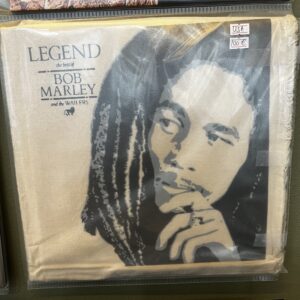 LEGEND
the best of
BOB
MARLEY
and the WAILERS